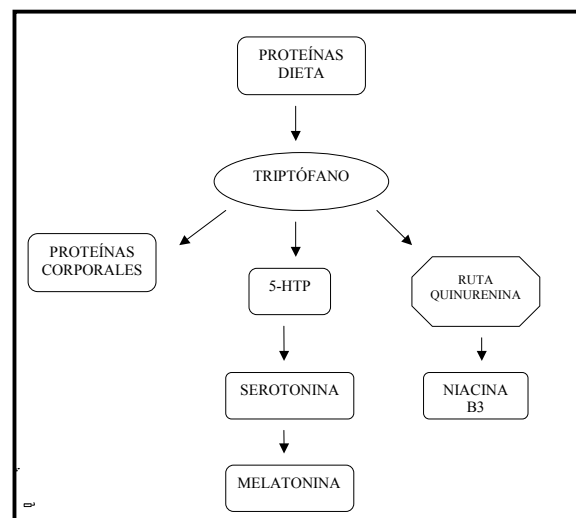 PROTEÍNAS
DIETA
TRIPTÓFANO
PROTEÍNAS
CORPORALES
5-HTP
RUTA
QUINURENINA
SEROTONINA
NIACINA
B3
MELATONINA